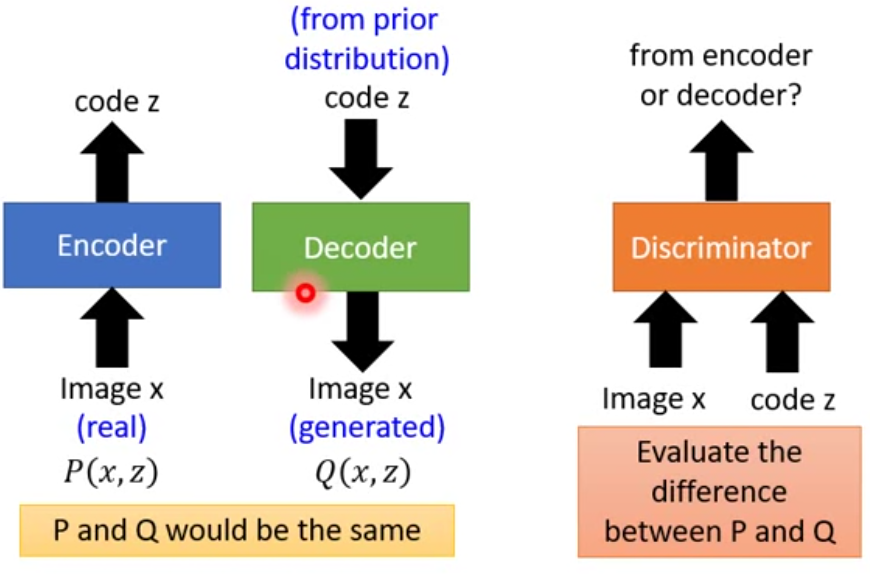 code z
Encoder
Image x
(real)
P(x, z)
(from prior
distribution)
code z
Decoder
Image x
(generated)
Q(x, z)
P and Q would be the same
from encoder
or decoder?
Discriminator
Image x code z
Evaluate the
difference
between P and Q